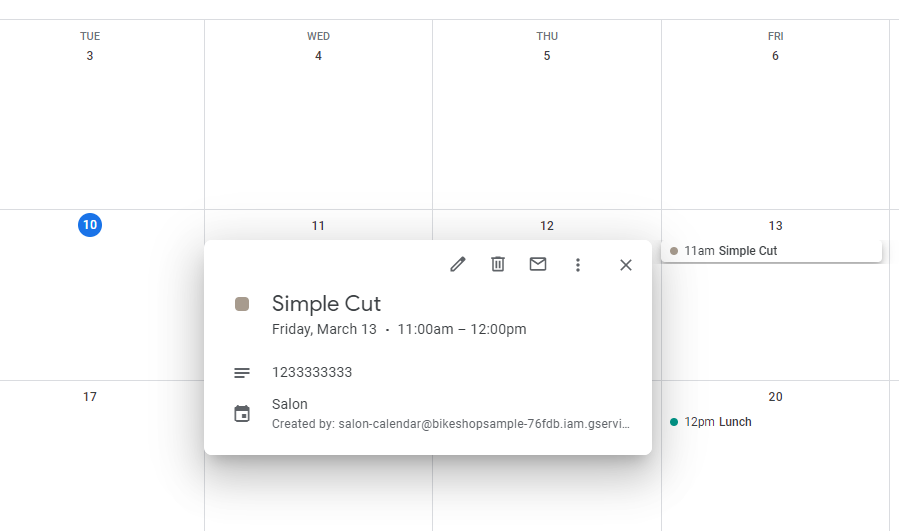 TUE WED THU FRI
3 4 5 6
10 11 12 13
11am Simple Cut
Simple Cut
Friday, March 13 • 11:00am – 12:00pm
1233333333
Salon
Created by: salon-calendar@bikeshopsample-76fdb.iam.gservi...
17 20
12pm Lunch